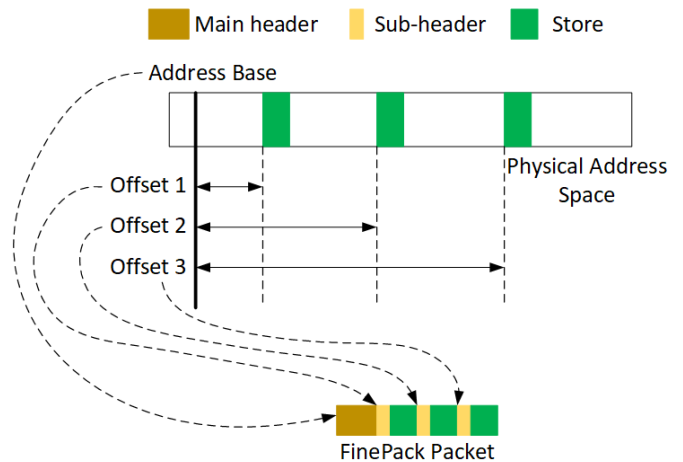 Main header Sub-header Store
Address Base
Physical Address
Space
Offset 1
Offset 2
Offset 3
FinePack Packet